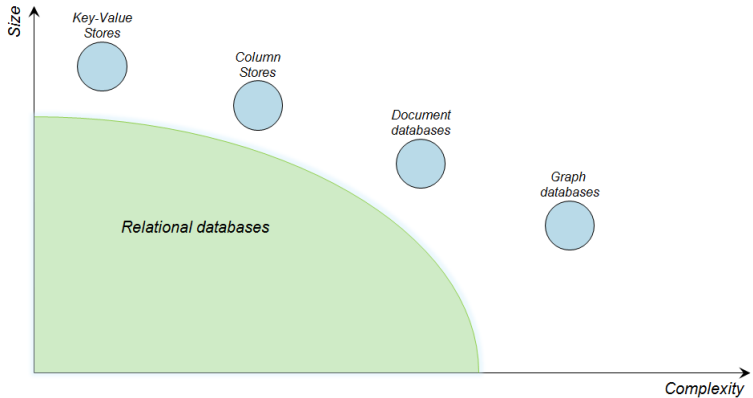 Size
Key-Value
Stores
Column
Stores
Document
databases
Graph
databases
Relational databases
Complexity